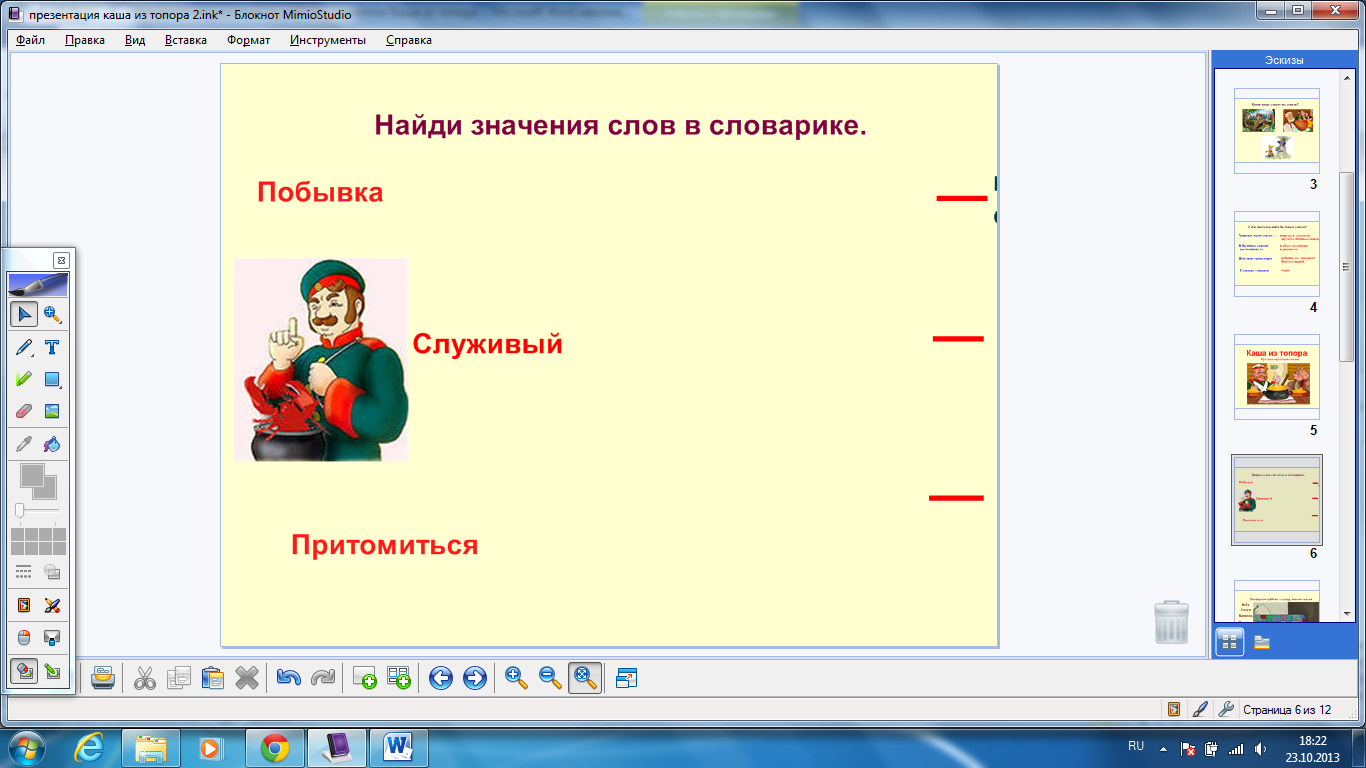 презентация каша из топора 2.ink* - Блокнот MimioStudio
Файл Правка Вид Вставка Формат Инструменты Справка
Эскизы
Найди значения слов в словарике.
Побывка
Служивый
Притомиться
3
4
Каша из топора
5
6
Страница 6 из 12
RU
18:22
23.10.2013